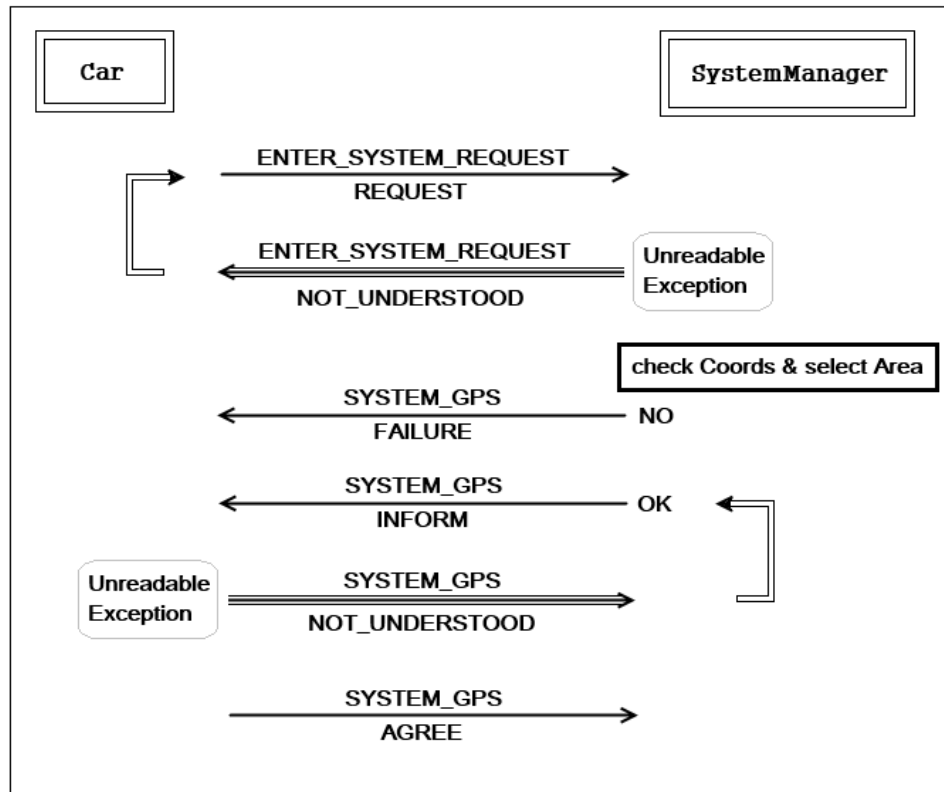 Car
SystemManager
ENTER_SYSTEM_REQUEST
REQUEST
ENTER_SYSTEM_REQUEST
NOT_UNDERSTOOD
Unreadable
Exception
check Coords & select Area
SYSTEM_GPS
FAILURE
NO
SYSTEM_GPS
INFORM
OK
Unreadable
Exception
SYSTEM_GPS
NOT_UNDERSTOOD
SYSTEM_GPS
AGREE